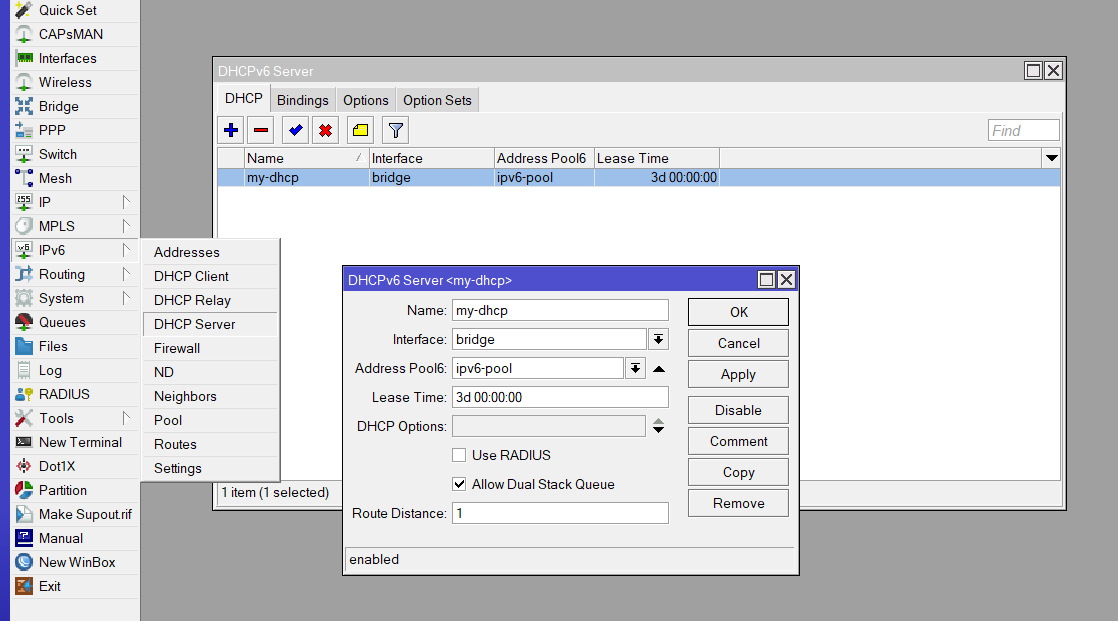 Quick Set
CAPsMAN
Interfaces
Wireless
Bridge
PPP
Switch
Mesh
255
IP
MPLS
v6
IPv6
Routing
System
Queues
Files
Log
RADIUS
Tools
New Terminal
Dot1X
Partition
Make Supout.rif
Manual
New WinBox
Exit
Addresses
DHCP Client
DHCP Relay
DHCP Server
Firewall
ND
Neighbors
Pool
Routes
Settings
DHCPv6 Server
DHCP Bindings Options Option Sets
Find
Name Interface Address Pool6 Lease Time
my-dhcp bridge ipv6-pool 3d 00:00:00
1 item (1 selected)
DHCPv6 Server <my-dhcp>
Name: my-dhcp
Interface: bridge
Address Pool6: ipv6-pool
Lease Time: 3d 00:00:00
DHCP Options:
Use RADIUS
Allow Dual Stack Queue
Route Distance: 1
OK
Cancel
Apply
Disable
Comment
Copy
Remove
enabled